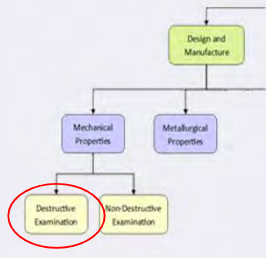 Design and
Manufacture
Mechanical
Properties
Metallurgical
Properties
Destructive
Examination
Non-Destructive
Examination